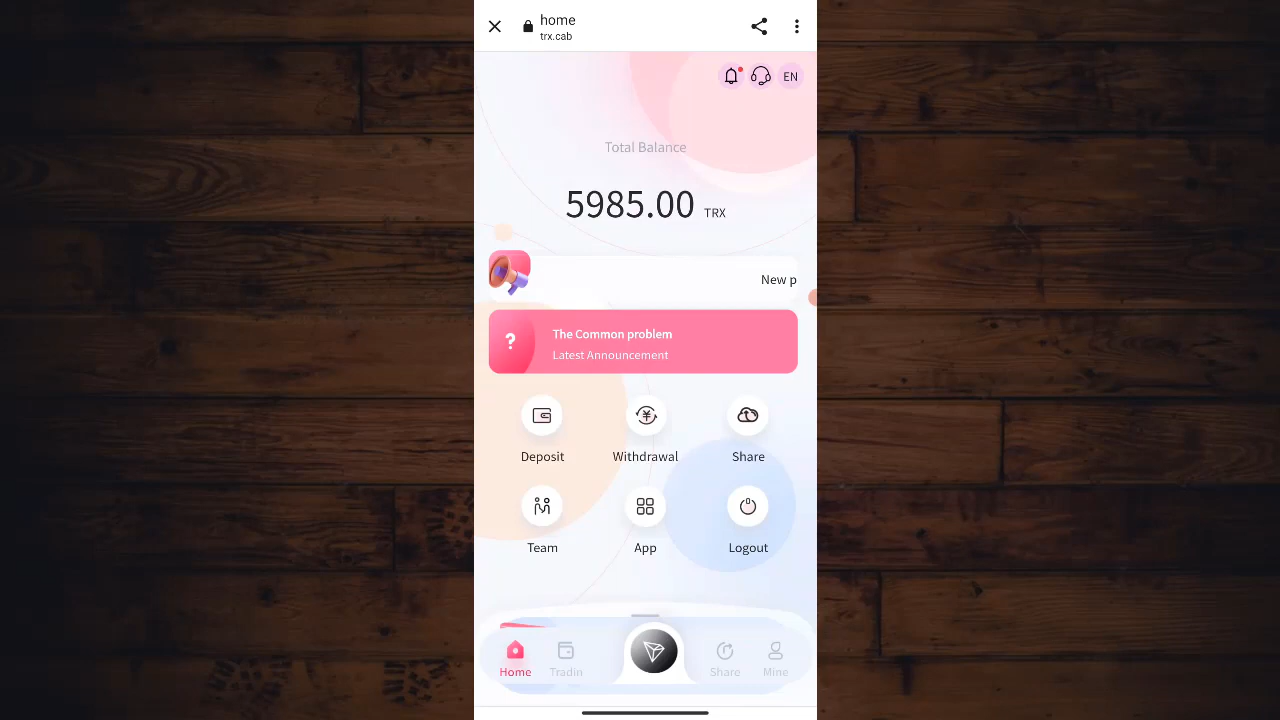 home
trx.cab
EN
Total Balance
5985.00 TRX
New p
The Common problem
Latest Announcement
Deposit Withdrawal Share
Team App Logout
Home Tradin Share Mine